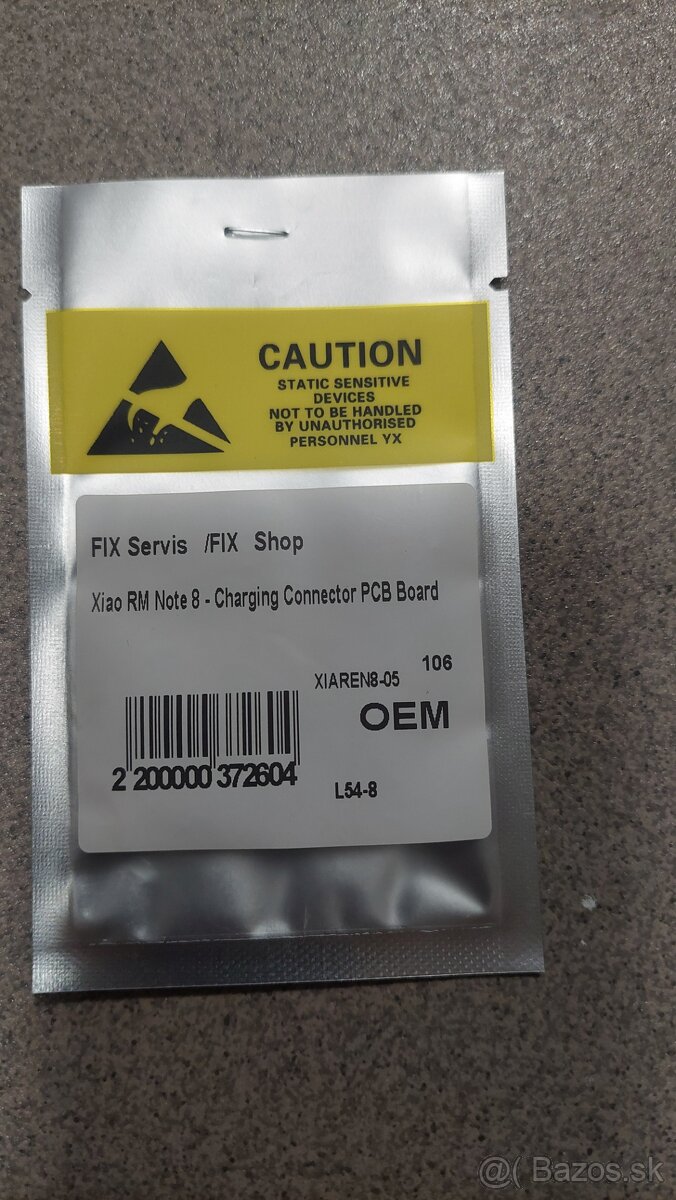 CAUTION
STATIC SENSITIVE
DEVICES
NOT TO BE HANDLED
BY UNAUTHORISED
PERSONNEL YX
FIX Servis /FIX Shop
Xiao RM Note 8 - Charging Connector PCB Board
XIAREN8-05 106
OEM
2 200000 372604
L54-8
@( Bazos.sk